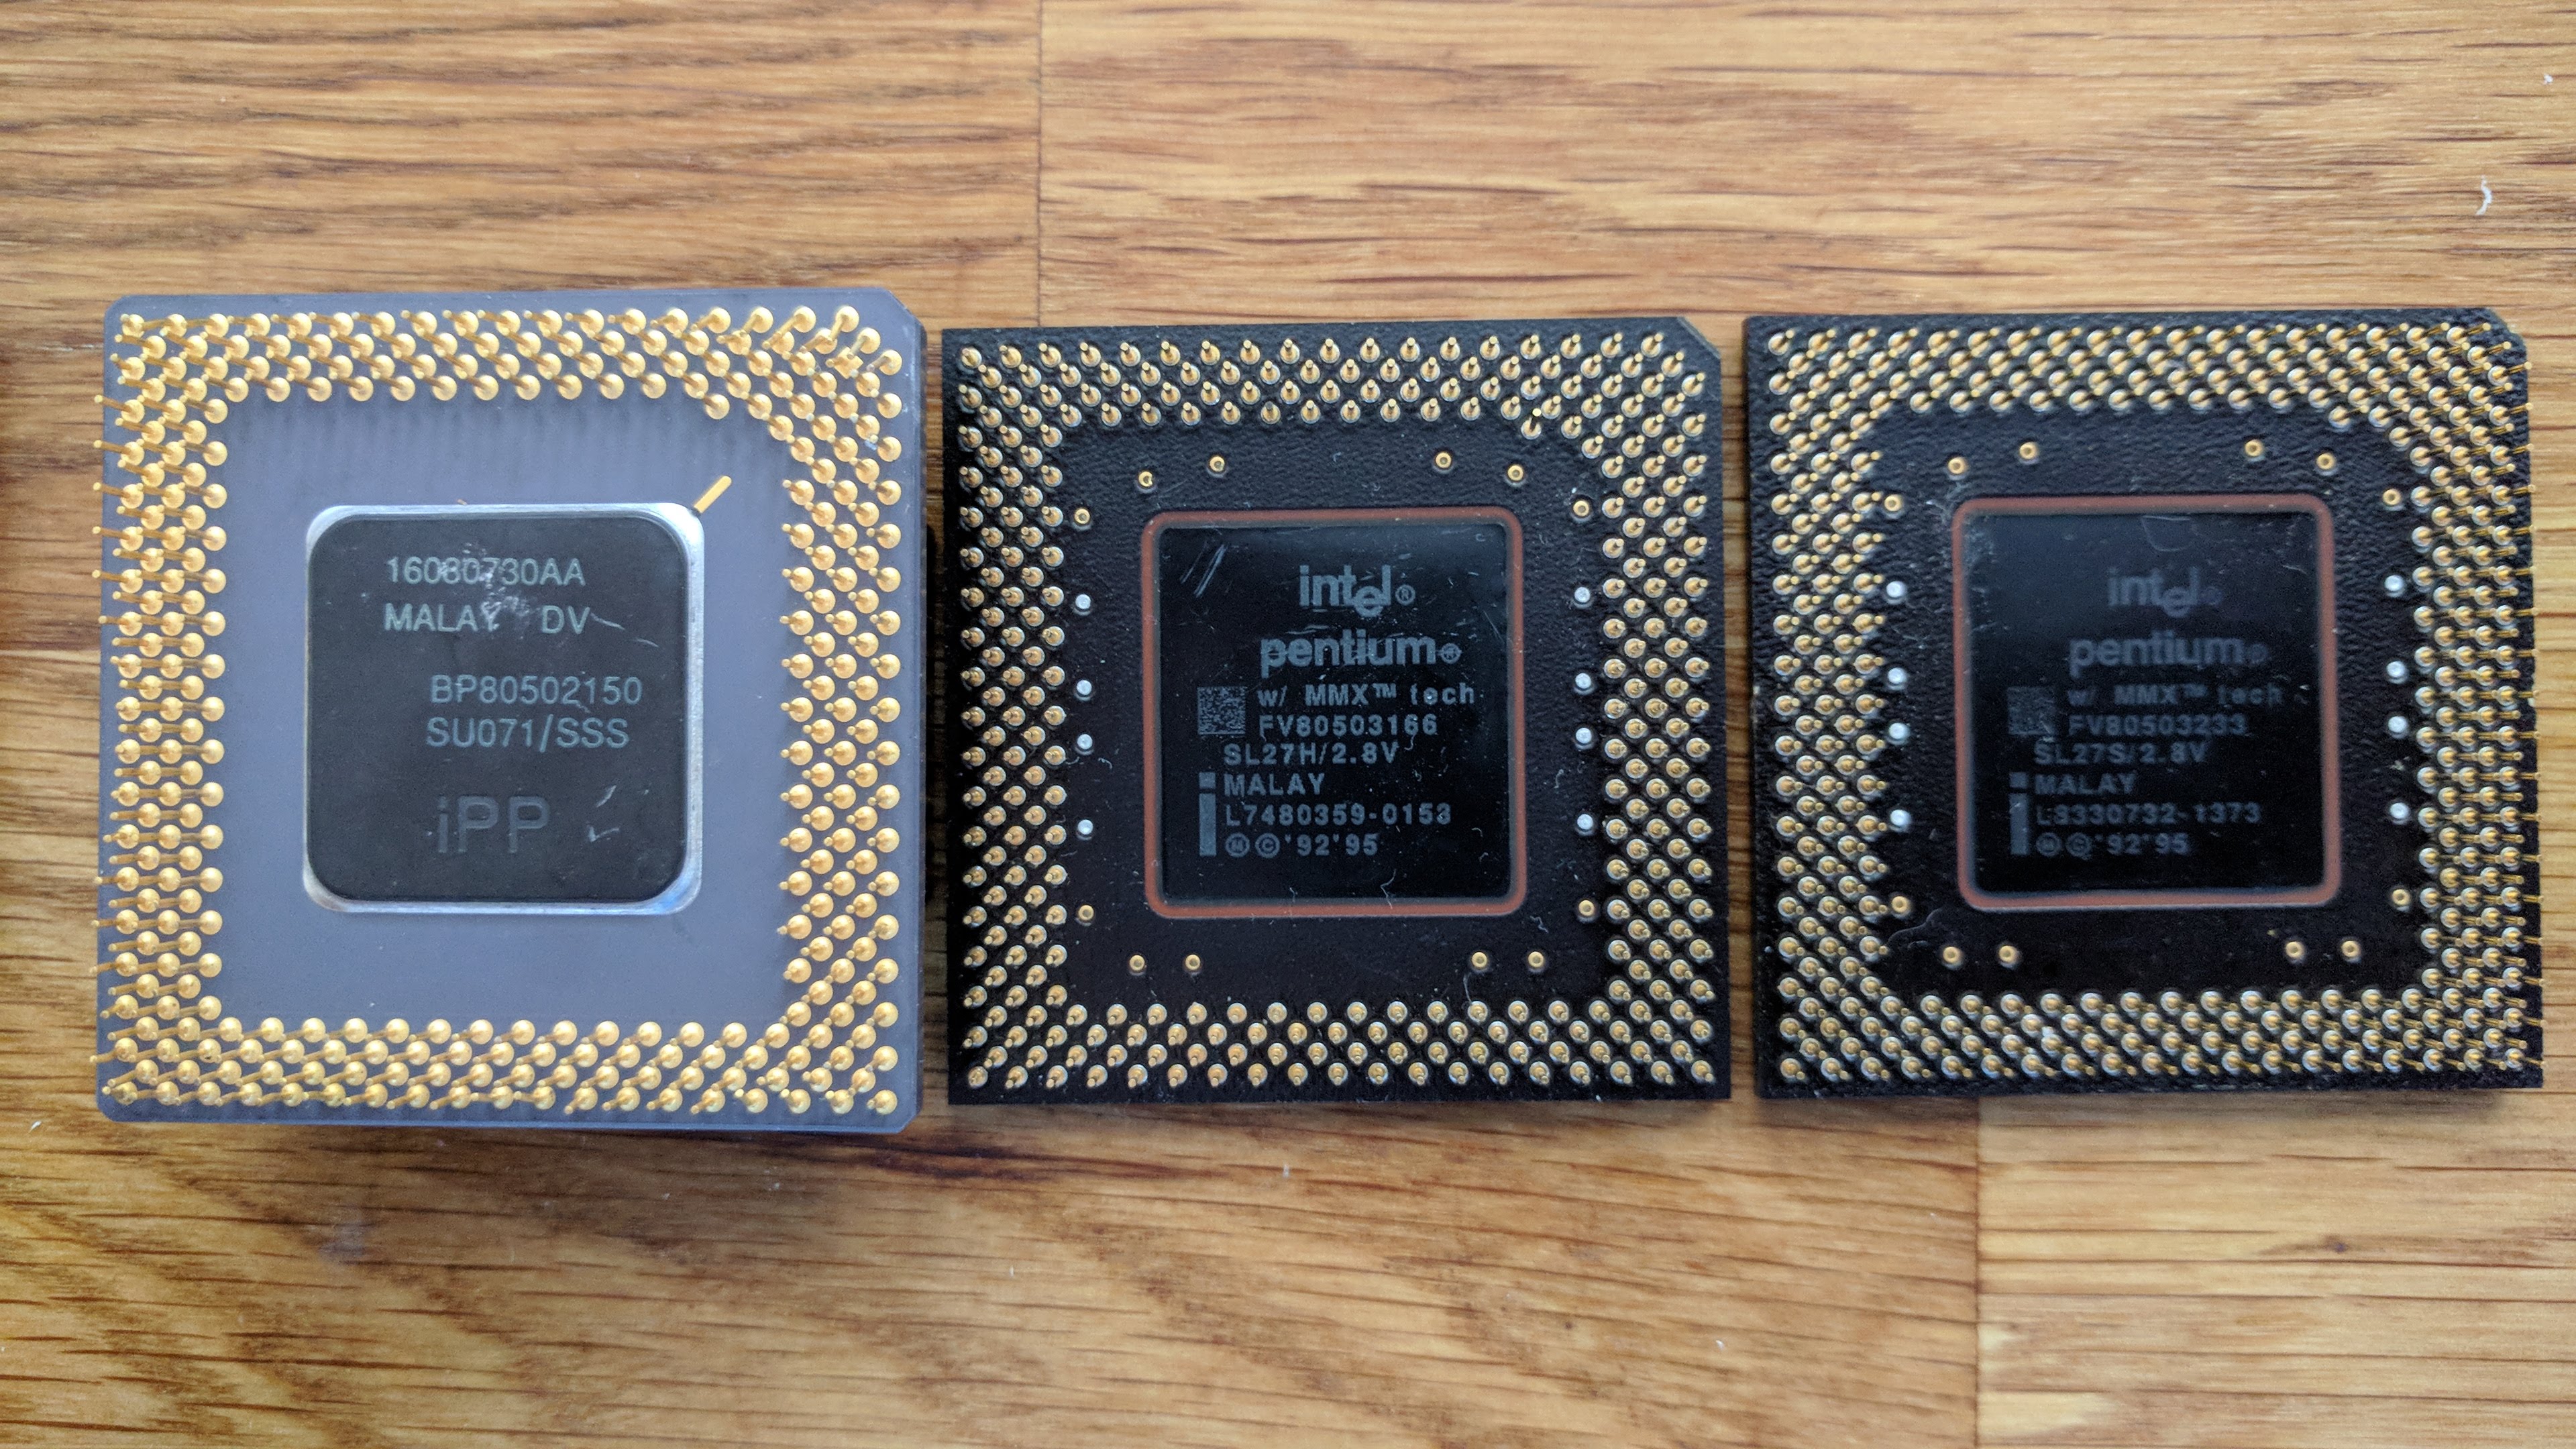 16080730AA
MALAY DV
BP80502150
SU071/SSS
iPP
intel®
pentium®
w/ MMX™ tech
FV80503166
SL27H/2.8V
MALAY
L7480359-0153
Ⓜ © '92'95
intel®
pentium®
w/ MMX™ tech
FV80503233
SL27S/2.8V
MALAY
L8330732-1373
Ⓜ © '92'95